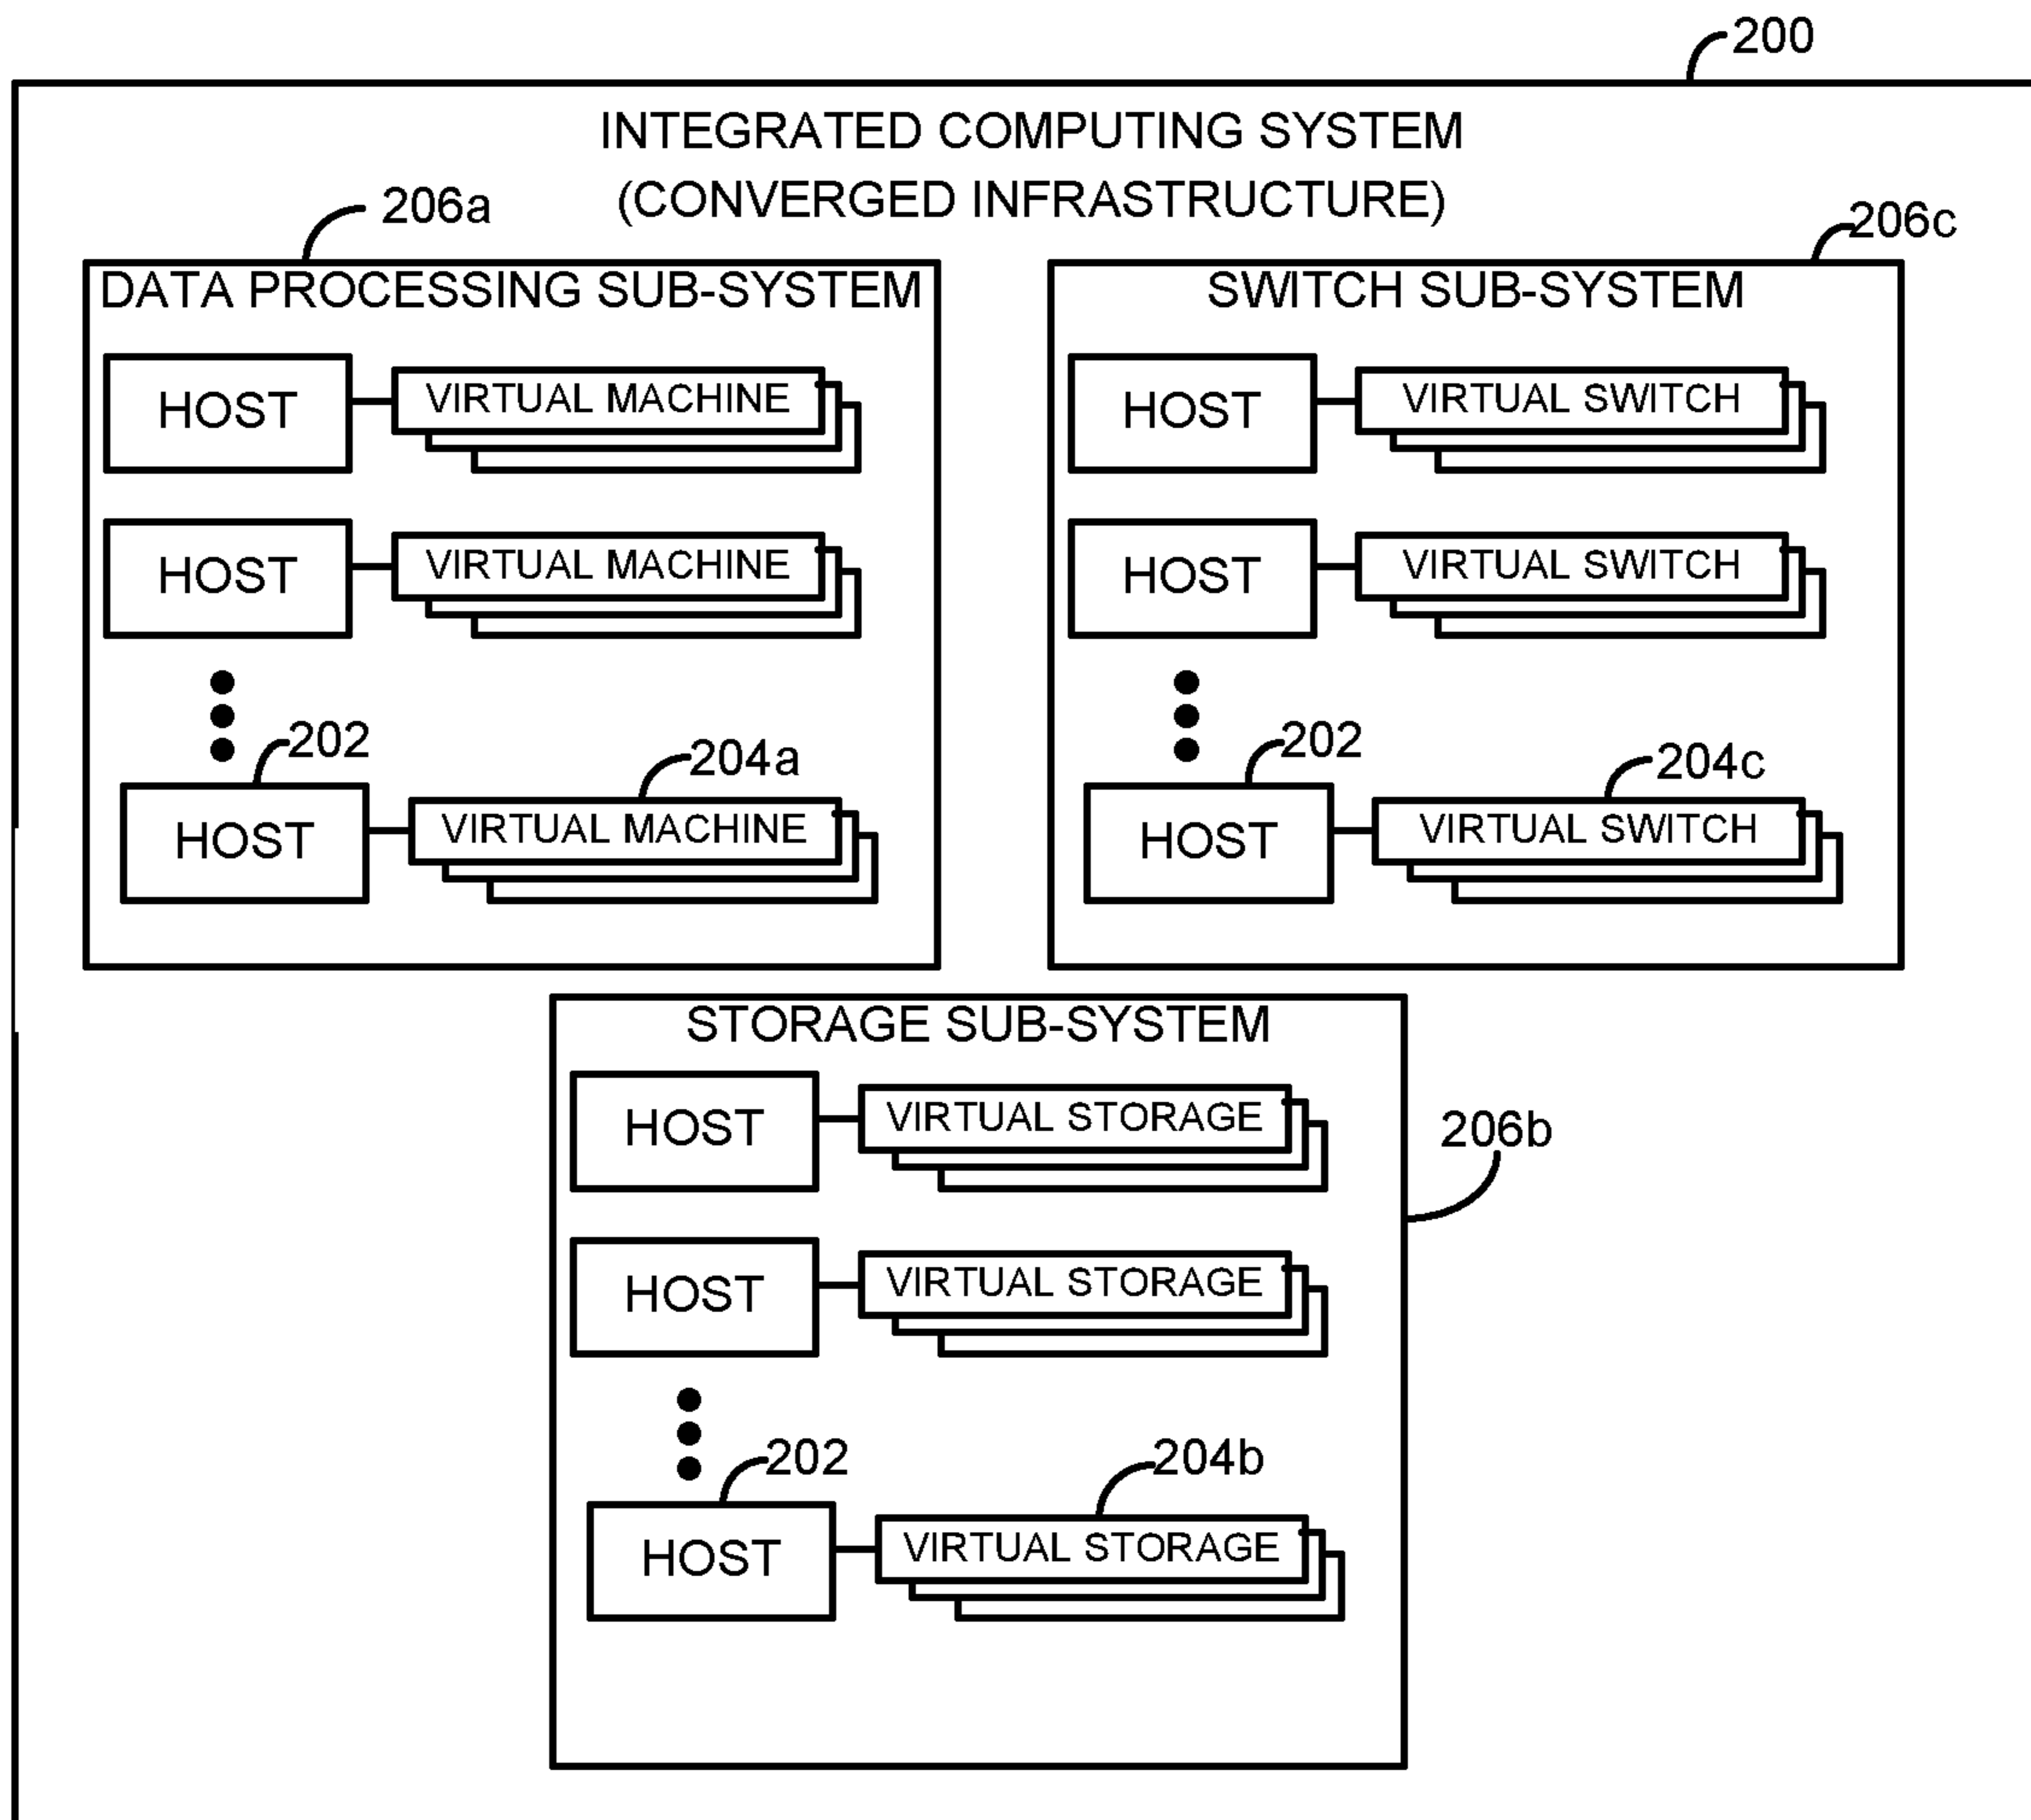 200
INTEGRATED COMPUTING SYSTEM
(CONVERGED INFRASTRUCTURE)
206a
206c
DATA PROCESSING SUB-SYSTEM
HOST
VIRTUAL MACHINE
HOST
VIRTUAL MACHINE
202
204a
HOST
VIRTUAL MACHINE
SWITCH SUB-SYSTEM
HOST
VIRTUAL SWITCH
HOST
VIRTUAL SWITCH
202
204c
HOST
VIRTUAL SWITCH
STORAGE SUB-SYSTEM
HOST
VIRTUAL STORAGE
206b
HOST
VIRTUAL STORAGE
202
204b
HOST
VIRTUAL STORAGE